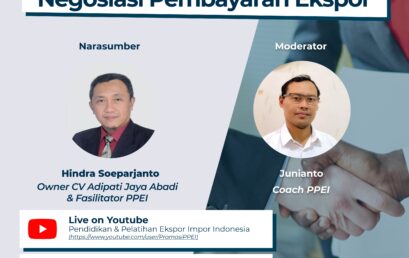 Negosiasi Pembayaran Ekspor
Narasumber
Moderator
Hindra Soeparjanto
Owner CV Adipati Jaya Abadi
& Fasilitator PPEI
Junianto
Coach PPEI
Live on Youtube
Pendidikan & Pelatihan Ekspor Impor Indonesia
(https://www.youtube.com/user/PromosiPPEI)